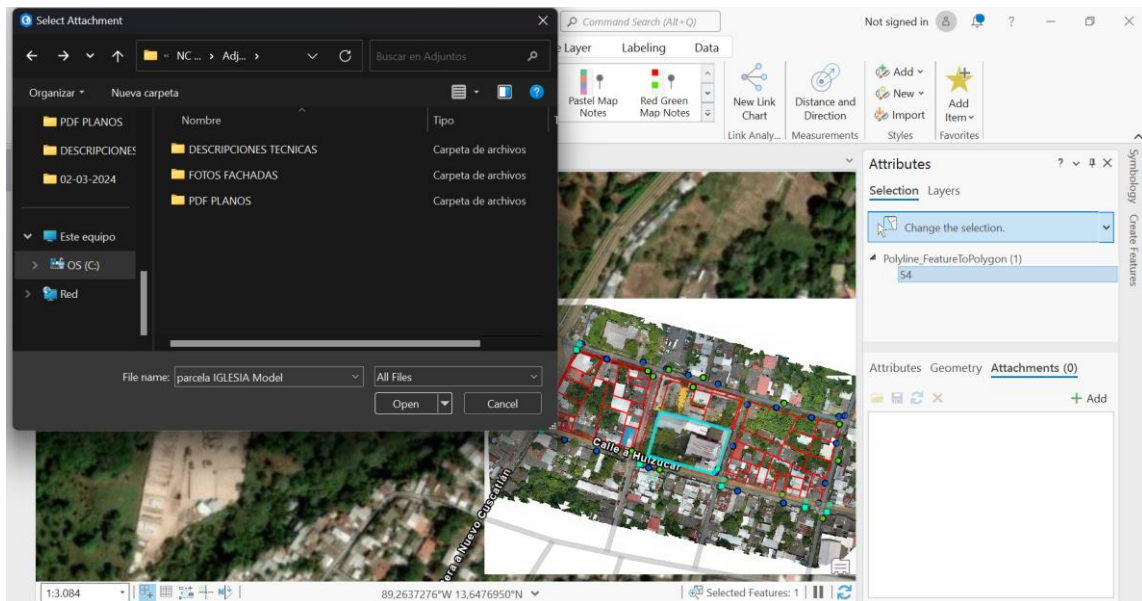 Select Attachment
NC ... › Adj... ›
Buscar en Adjuntos
Organizar
Nueva carpeta
PDF PLANOS
DESCRIPCIONES
02-03-2024
Este equipo
OS (C:)
Red
Nombre
Tipo
DESCRIPCIONES TECNICAS
Carpeta de archivos
FOTOS FACHADAS
Carpeta de archivos
PDF PLANOS
Carpeta de archivos
File name:
parcela IGLESIA Model
All Files
Open
Cancel
Command Search (Alt+Q)
Not signed in
Layer
Labeling
Data
Pastel Map Notes
Red Green Map Notes
New Link Chart
Distance and Direction
Add
New
Import
Add Item
Link Analy...
Measurements
Styles
Favorites
Attributes
Selection
Layers
Change the selection.
Polyline_FeatureToPolygon (1)
54
Attributes
Geometry
Attachments (0)
Add
Symbology
Create Features
Calle a Huizucar
era a Nuevo Cuscatlán
1:3.084
89,2637276°W 13,6476950°N
Selected Features: 1